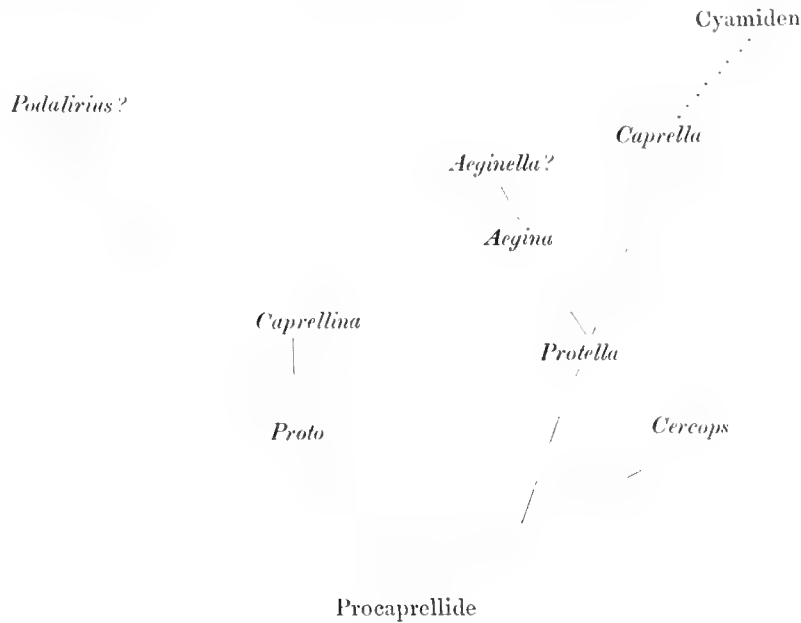 Cyamiden
Podalirius?
Caprella
Aeginella?
Aegina
Caprellina
Protella
Cercops
Proto
Procaprellide